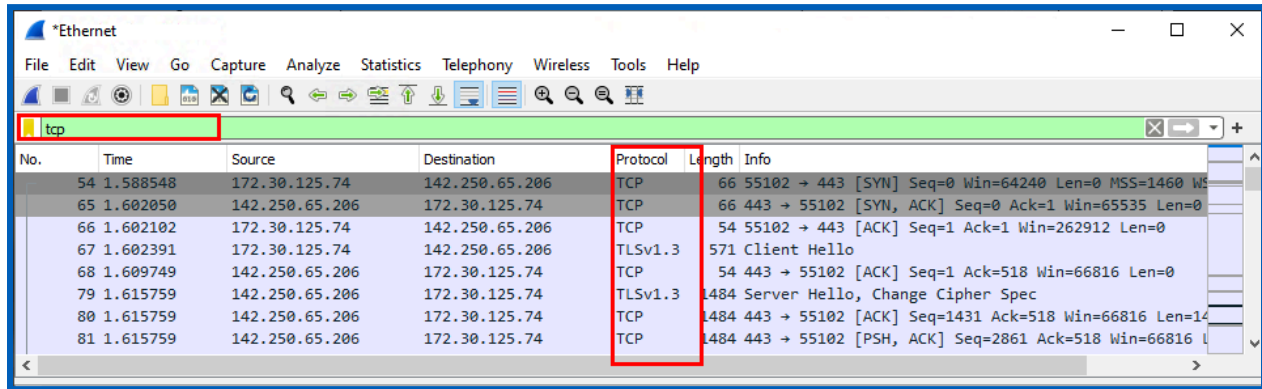 *Ethernet
File Edit View Go Capture Analyze Statistics Telephony Wireless Tools Help
tcp
No. Time Source Destination Protocol Length Info
54 1.588548 172.30.125.74 142.250.65.206 TCP 66 55102 → 443 [SYN] Seq=0 Win=64240 Len=0 MSS=1460 WS
65 1.602050 142.250.65.206 172.30.125.74 TCP 66 443 → 55102 [SYN, ACK] Seq=0 Ack=1 Win=65535 Len=0
66 1.602102 172.30.125.74 142.250.65.206 TCP 54 55102 → 443 [ACK] Seq=1 Ack=1 Win=262912 Len=0
67 1.602391 172.30.125.74 142.250.65.206 TLSv1.3 571 Client Hello
68 1.609749 142.250.65.206 172.30.125.74 TCP 54 443 → 55102 [ACK] Seq=1 Ack=518 Win=66816 Len=0
79 1.615759 142.250.65.206 172.30.125.74 TLSv1.3 1484 Server Hello, Change Cipher Spec
80 1.615759 142.250.65.206 172.30.125.74 TCP 1484 443 → 55102 [ACK] Seq=1431 Ack=518 Win=66816 Len=14
81 1.615759 142.250.65.206 172.30.125.74 TCP 1484 443 → 55102 [PSH, ACK] Seq=2861 Ack=518 Win=66816 L